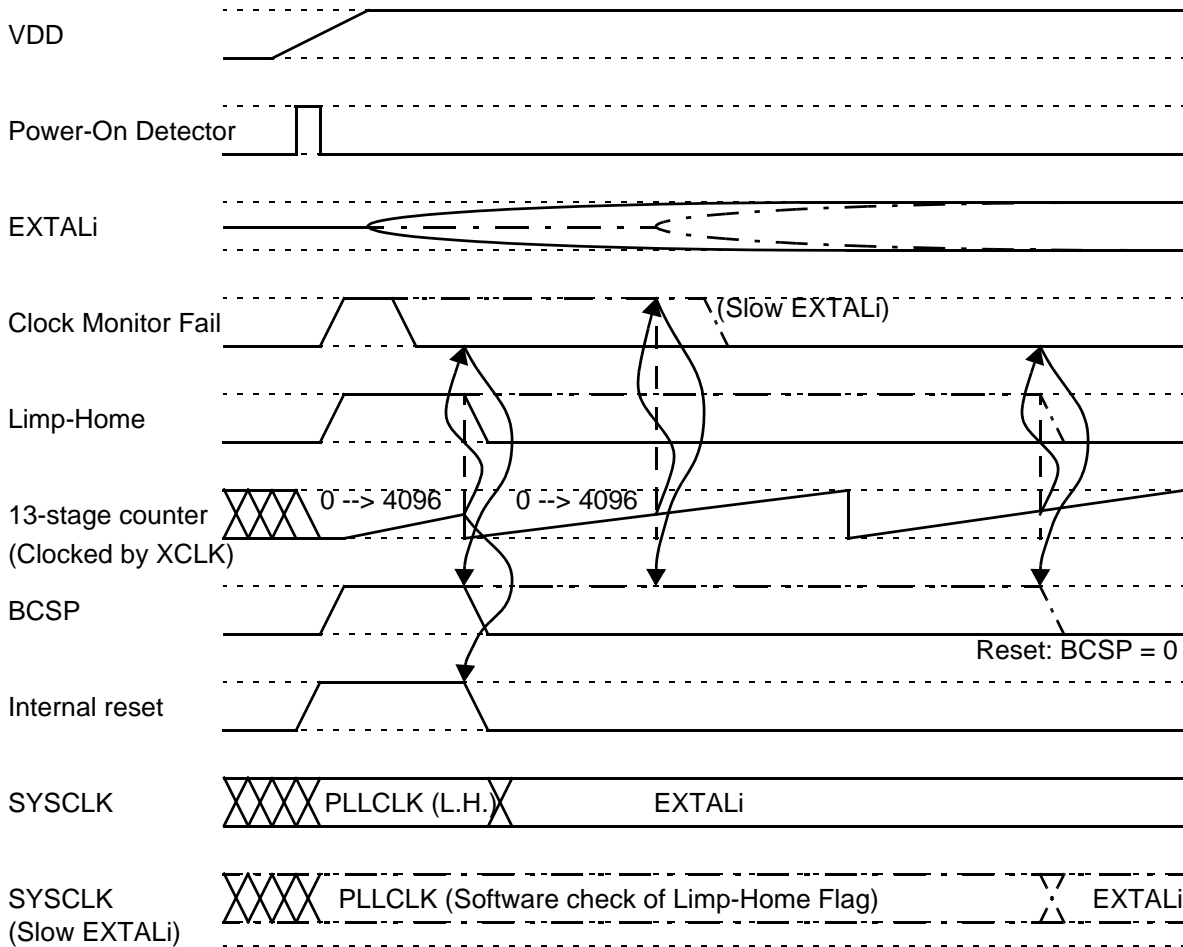 VDD
Power-On Detector
EXTALi
Clock Monitor Fail
(Slow EXTALi)
Limp-Home
13-stage counter
(Clocked by XCLK)
0 --> 4096
0 --> 4096
BCSP
Reset: BCSP = 0
Internal reset
SYSCLK
PLLCLK (L.H.)
EXTALi
SYSCLK
(Slow EXTALi)
PLLCLK (Software check of Limp-Home Flag)
EXTALi